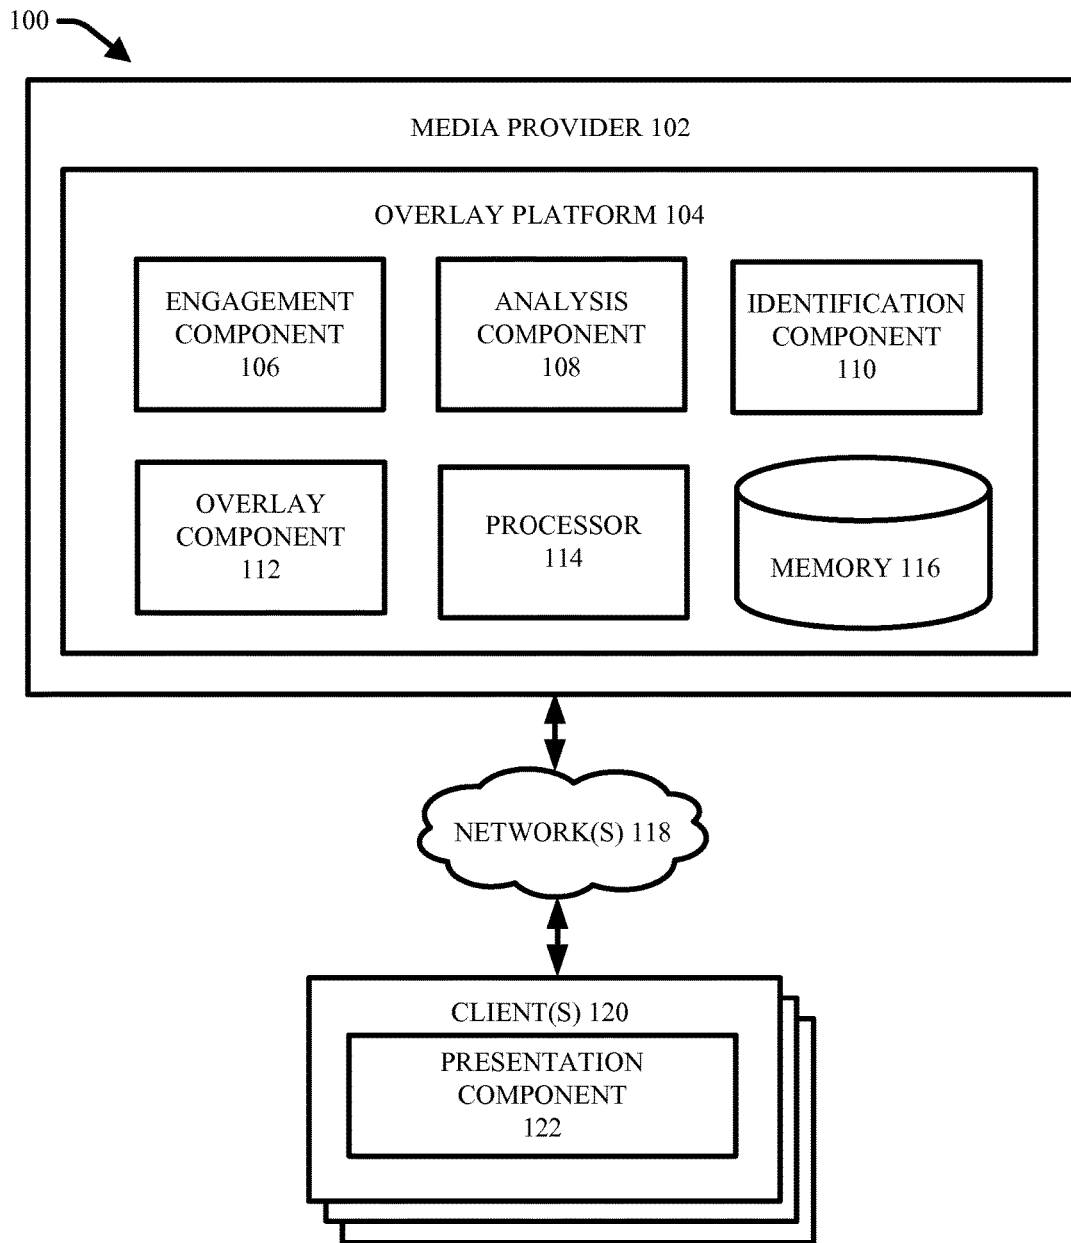 100
MEDIA PROVIDER 102
OVERLAY PLATFORM 104
ENGAGEMENT
COMPONENT
106
ANALYSIS
COMPONENT
108
IDENTIFICATION
COMPONENT
110
OVERLAY
COMPONENT
112
PROCESSOR
114
MEMORY 116
NETWORK(S) 118
CLIENT(S) 120
PRESENTATION
COMPONENT
122